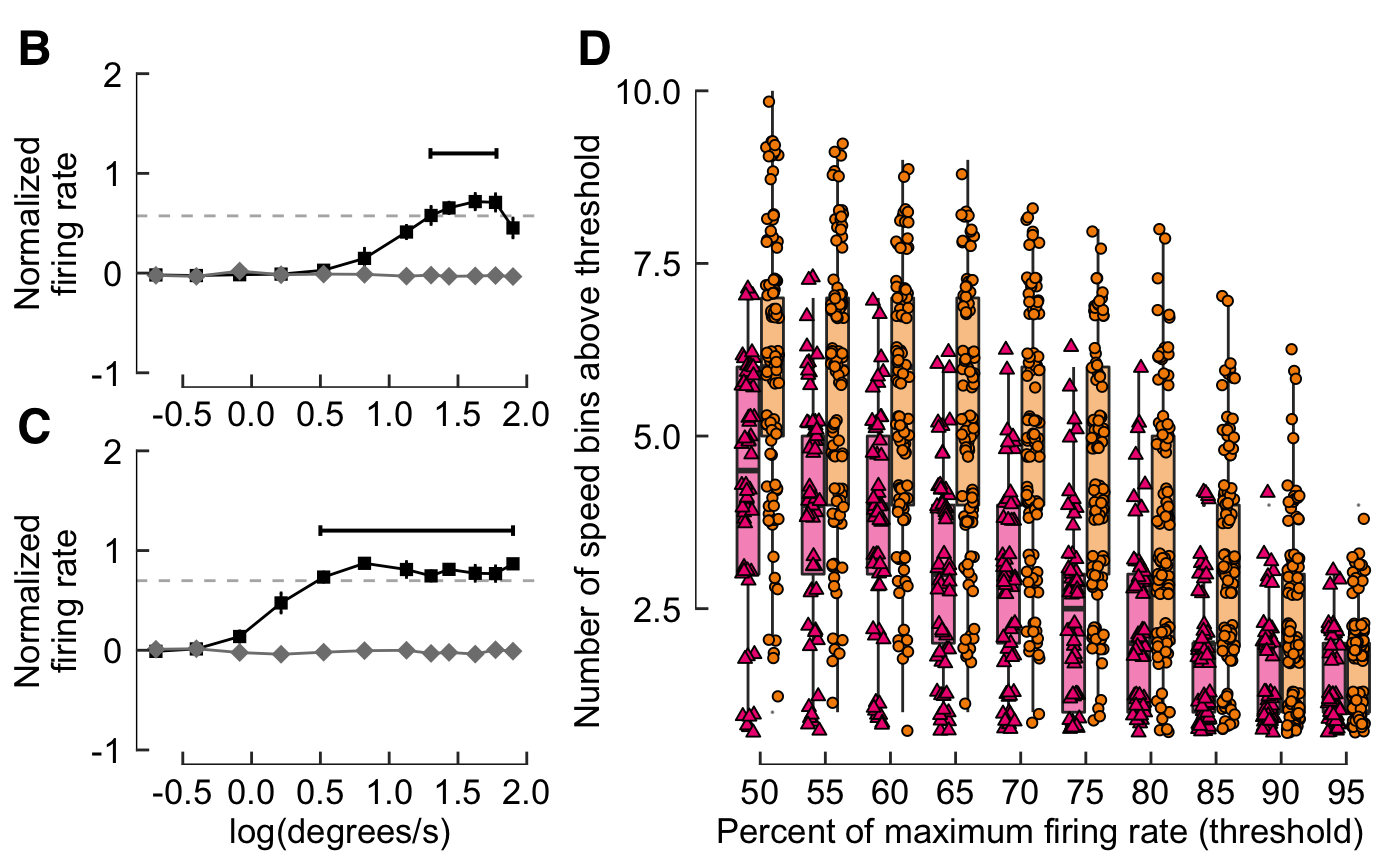 B
2
1
0
-1
Normalized
firing rate
-0.5 0.0 0.5 1.0 1.5 2.0
C
2
1
0
-1
Normalized
firing rate
-0.5 0.0 0.5 1.0 1.5 2.0
log(degrees/s)
D
10.0
7.5
5.0
2.5
Number of speed bins above threshold
50 55 60 65 70 75 80 85 90 95
Percent of maximum firing rate (threshold)